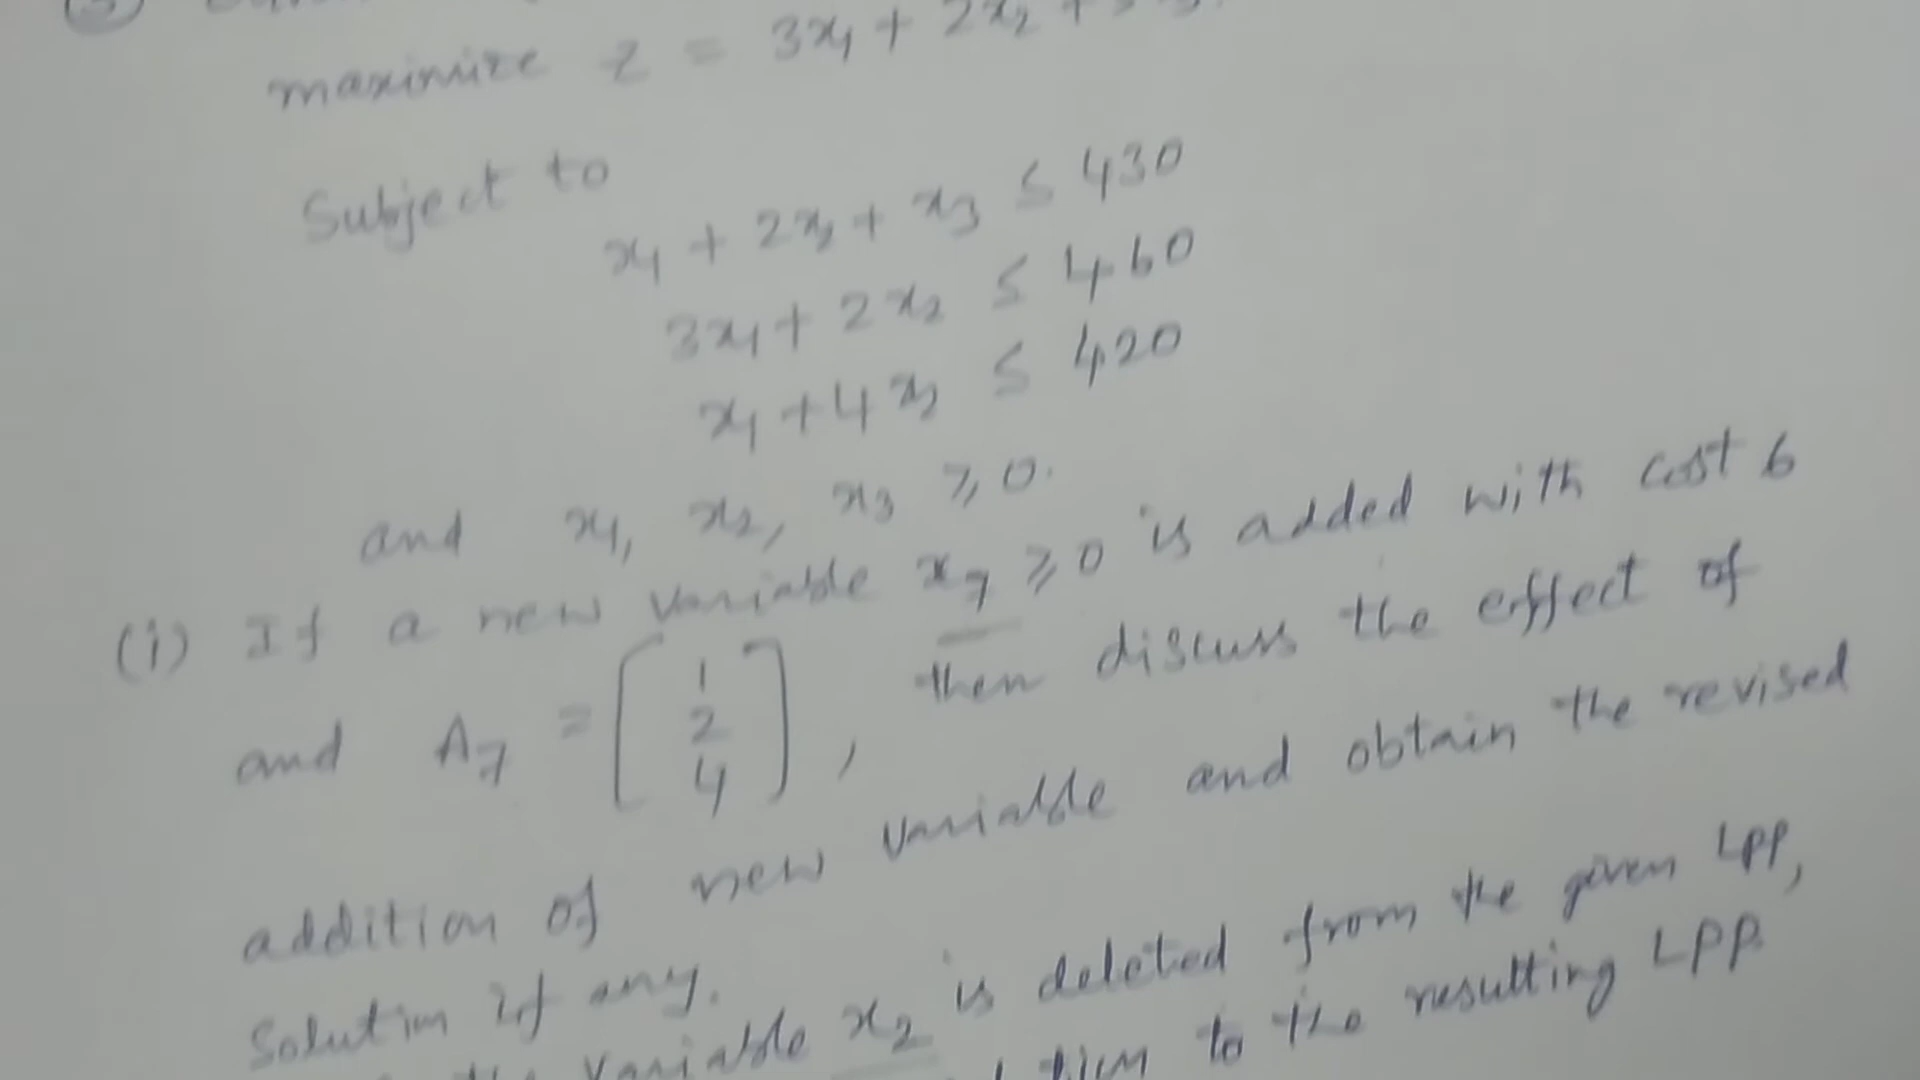 maximize z = 3x₁ + 2x₂ +
Subject to
x₁ + 2x₂ + x₃ ≤ 430
3x₁ + 2x₂ ≤ 460
x₁ + 4x₂ ≤ 420
and x₁, x₂, x₃ ≥ 0.
(i) If a new variable x₇ ≥ 0 is added with cost 6
and A₇ = [1 2 4], then discuss the effect of
addition of new variable and obtain the revised
Solution if any.
the variable x₂ is deleted from the given LPP,
to the resulting LPP.